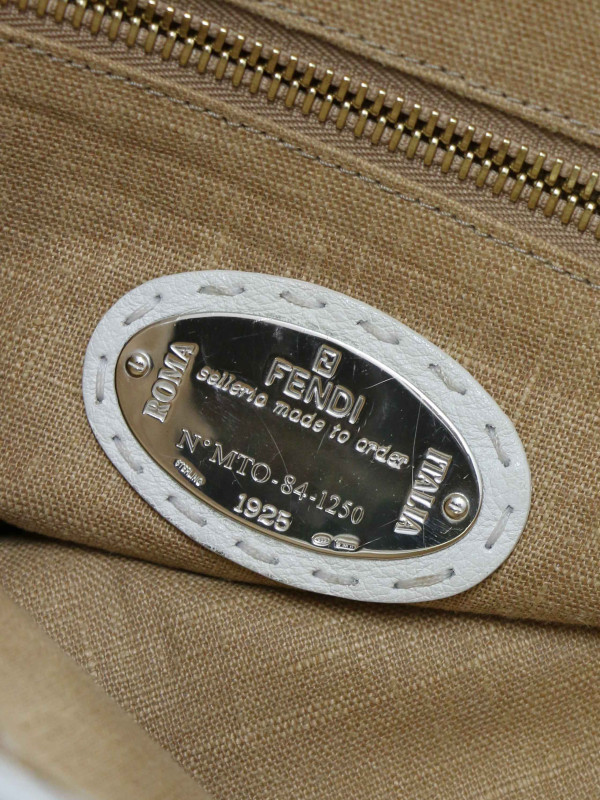 FENDI
selleria made to order
ROMA
ITALIA
N°MTO-84-1250
STERLING
1925